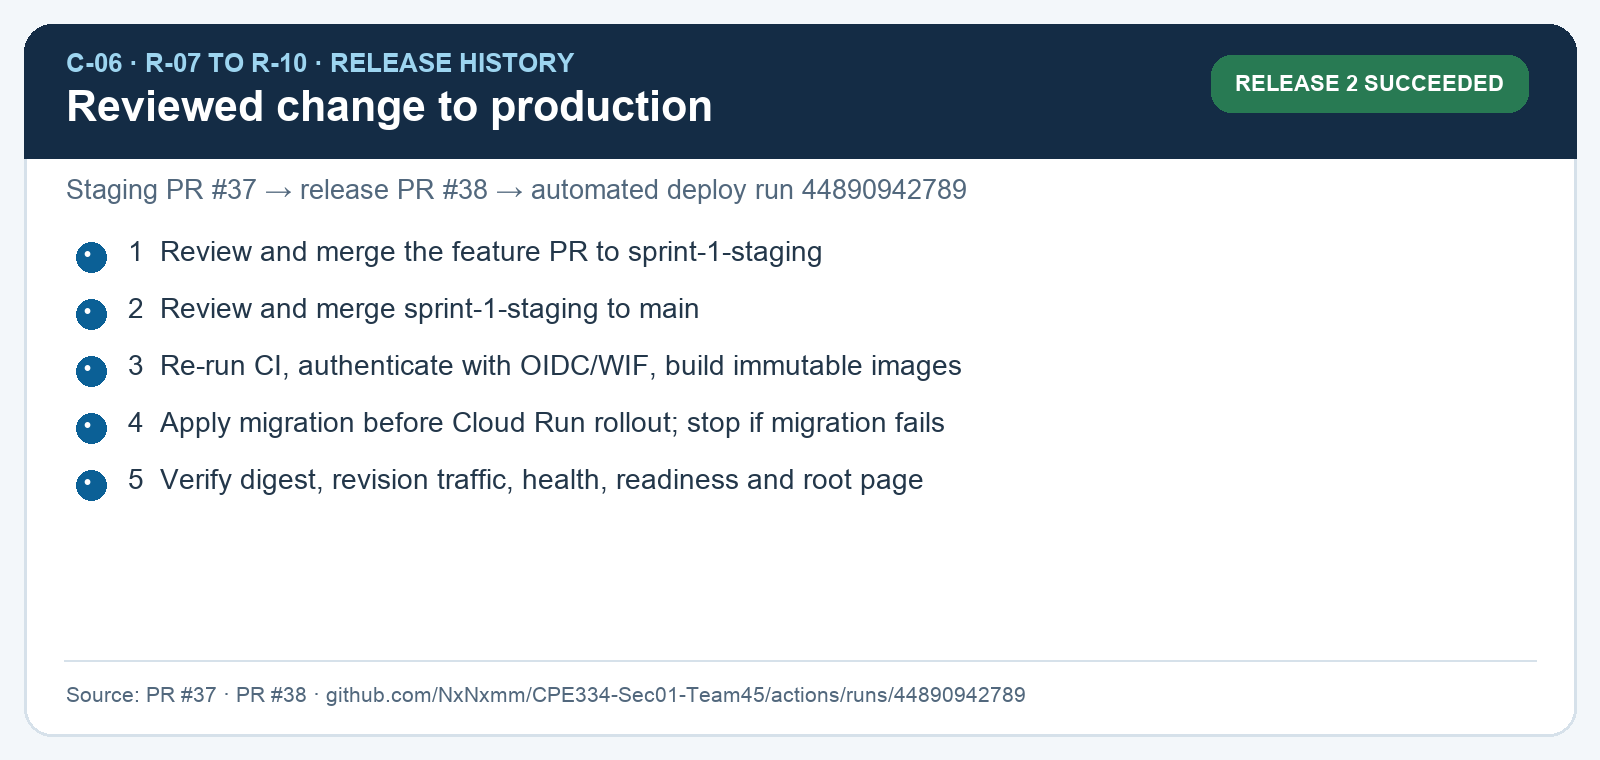 C-06 · R-07 TO R-10 · RELEASE HISTORY
Reviewed change to production
RELEASE 2 SUCCEEDED
Staging PR #37 → release PR #38 → automated deploy run 44890942789
1 Review and merge the feature PR to sprint-1-staging
2 Review and merge sprint-1-staging to main
3 Re-run CI, authenticate with OIDC/WIF, build immutable images
4 Apply migration before Cloud Run rollout; stop if migration fails
5 Verify digest, revision traffic, health, readiness and root page
Source: PR #37 · PR #38 · github.com/NxNxmm/CPE334-Sec01-Team45/actions/runs/44890942789